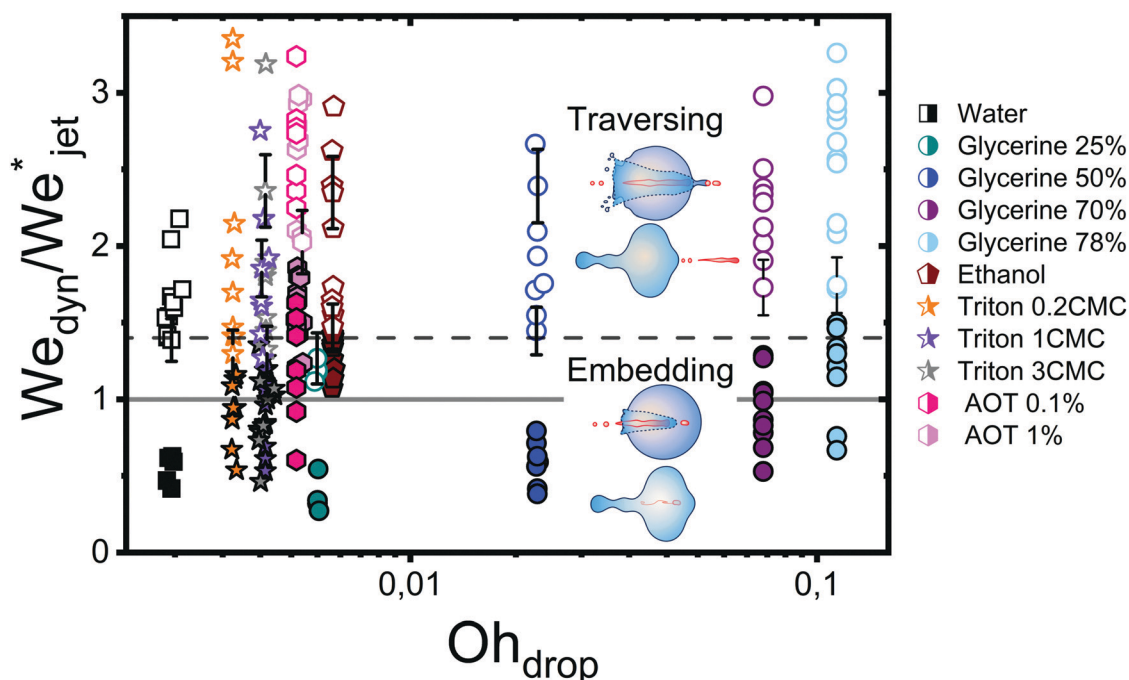 We_dyn/We*_jet
3
2
1
0
Traversing
Embedding
0,01
0,1
Oh_drop
Water
Glycerine 25%
Glycerine 50%
Glycerine 70%
Glycerine 78%
Ethanol
Triton 0.2CMC
Triton 1CMC
Triton 3CMC
AOT 0.1%
AOT 1%